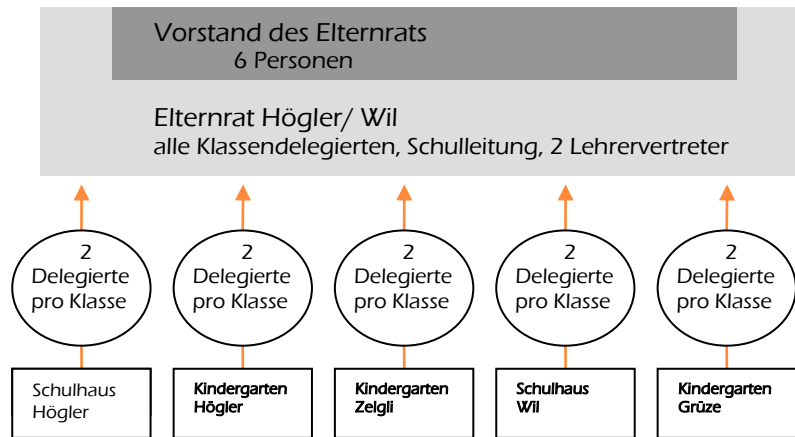 Vorstand des Elternrats
6 Personen
Elternrat Högler/ Wil
alle Klassendelegierten, Schulleitung, 2 Lehrervertreter
2
Delegierte
pro Klasse
2
Delegierte
pro Klasse
2
Delegierte
pro Klasse
2
Delegierte
pro Klasse
2
Delegierte
pro Klasse
Schulhaus
Högler
Kindergarten
Högler
Kindergarten
Zelgli
Schulhaus
Wil
Kindergarten
Grüze